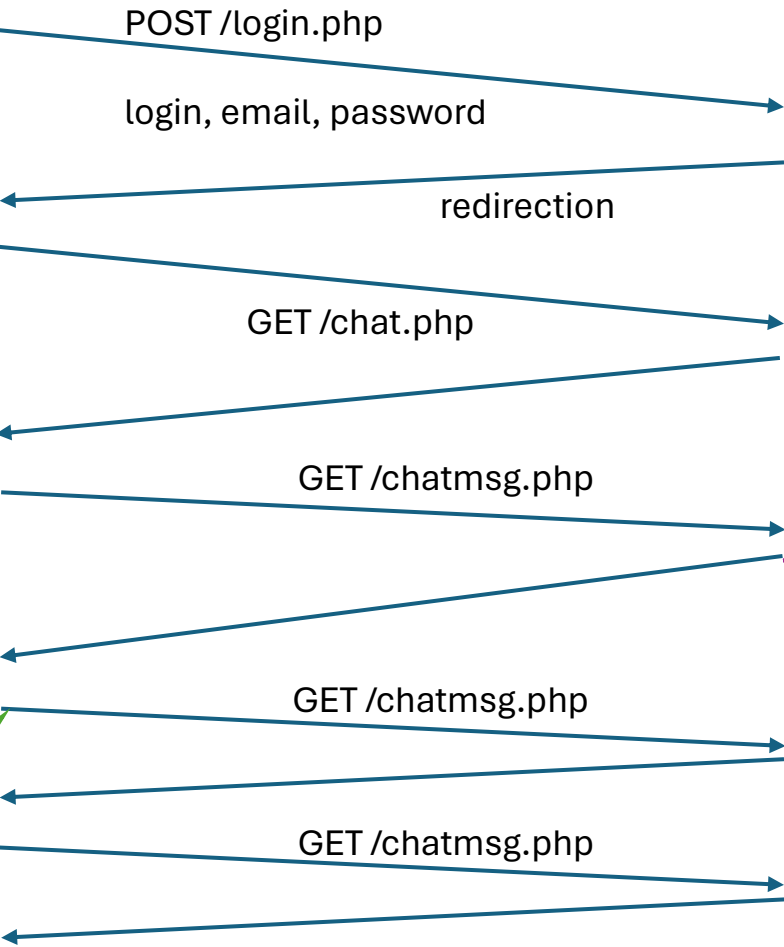 POST /login.php
login, email, password
redirection
GET /chat.php
GET /chatmsg.php
GET /chatmsg.php
GET /chatmsg.php